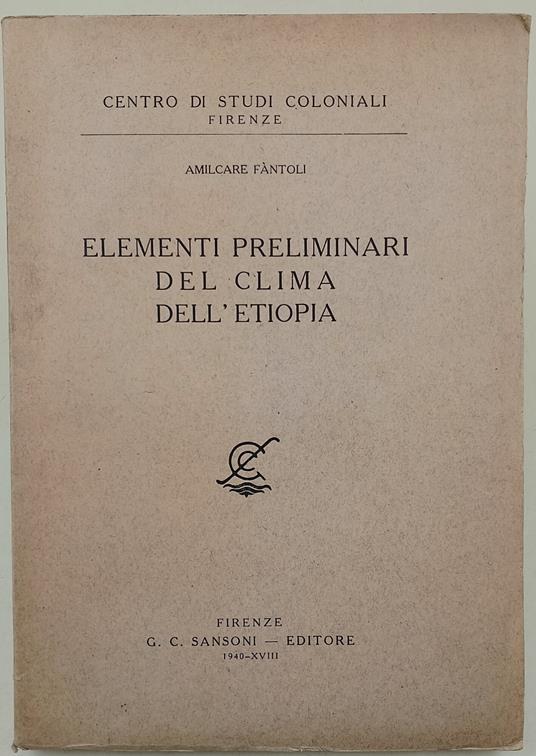 CENTRO DI STUDI COLONIALI
FIRENZE
AMILCARE FÀNTOLI
ELEMENTI PRELIMINARI
DEL CLIMA
DELL'ETIOPIA
FIRENZE
G. C. SANSONI — EDITORE
1940-XVIII